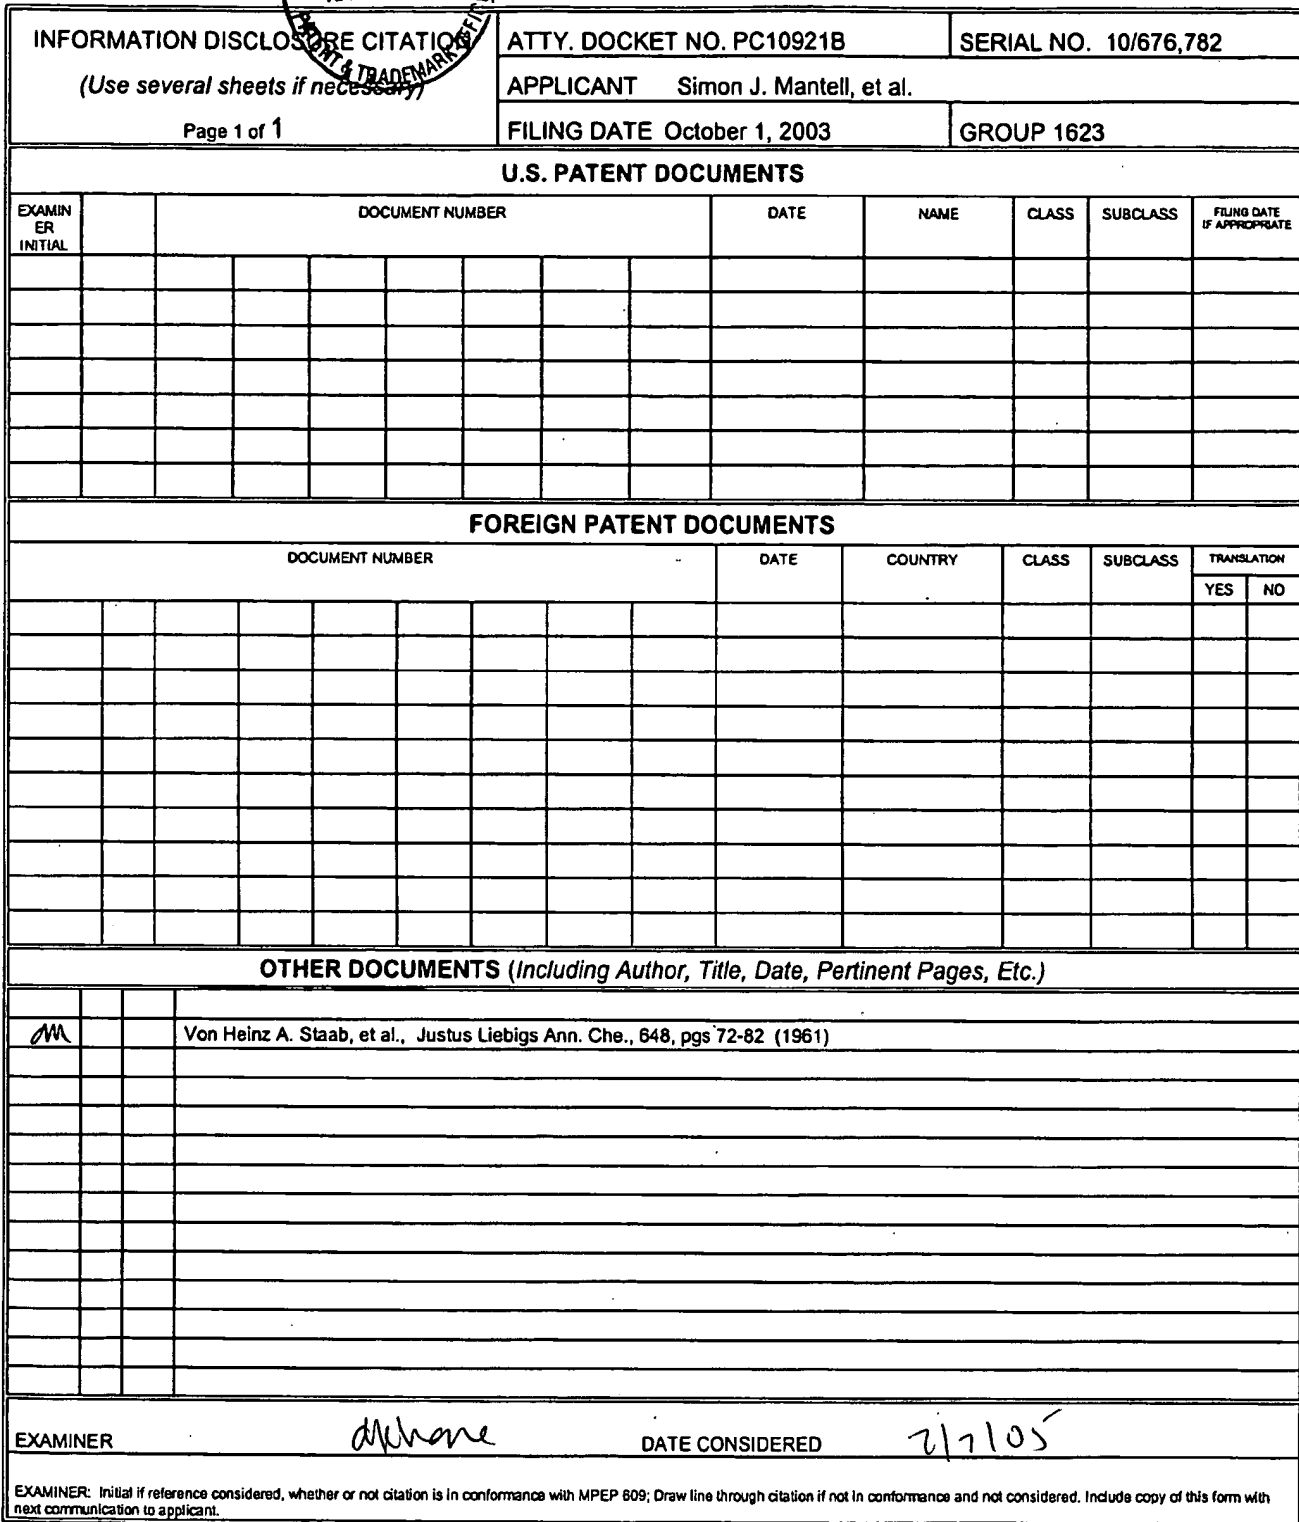 INFORMATION DISCLOSURE CITATION
(Use several sheets if necessary)
Page 1 of 1
PATENT & TRADEMARK OFFICE
ATTY. DOCKET NO. PC10921B
SERIAL NO. 10/676,782
APPLICANT Simon J. Mantell, et al.
FILING DATE October 1, 2003
GROUP 1623
U.S. PATENT DOCUMENTS
EXAMIN
ER
INITIAL
DOCUMENT NUMBER
DATE
NAME
CLASS
SUBCLASS
FILING DATE
IF APPROPRIATE
FOREIGN PATENT DOCUMENTS
DOCUMENT NUMBER
DATE
COUNTRY
CLASS
SUBCLASS
TRANSLATION
YES
NO
OTHER DOCUMENTS (Including Author, Title, Date, Pertinent Pages, Etc.)
Von Heinz A. Staab, et al., Justus Liebigs Ann. Che., 648, pgs 72-82 (1961)
EXAMINER
DATE CONSIDERED 7/7/05
EXAMINER: Initial if reference considered, whether or not citation is in conformance with MPEP 609; Draw line through citation if not in conformance and not considered. Include copy of this form with
next communication to applicant.